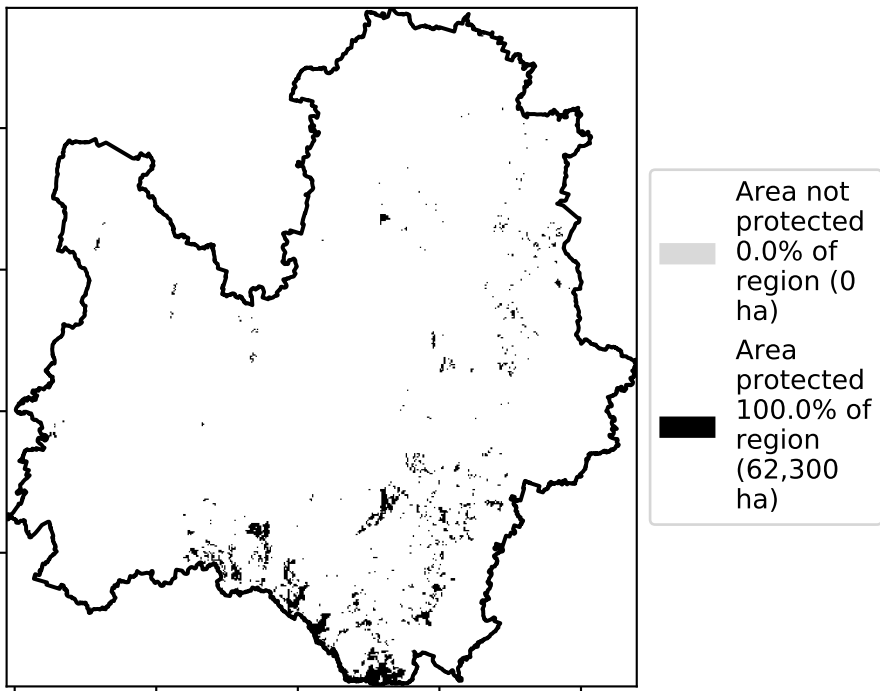 Area not
protected
0.0% of
region (0
ha)
Area
protected
100.0% of
region
(62,300
ha)